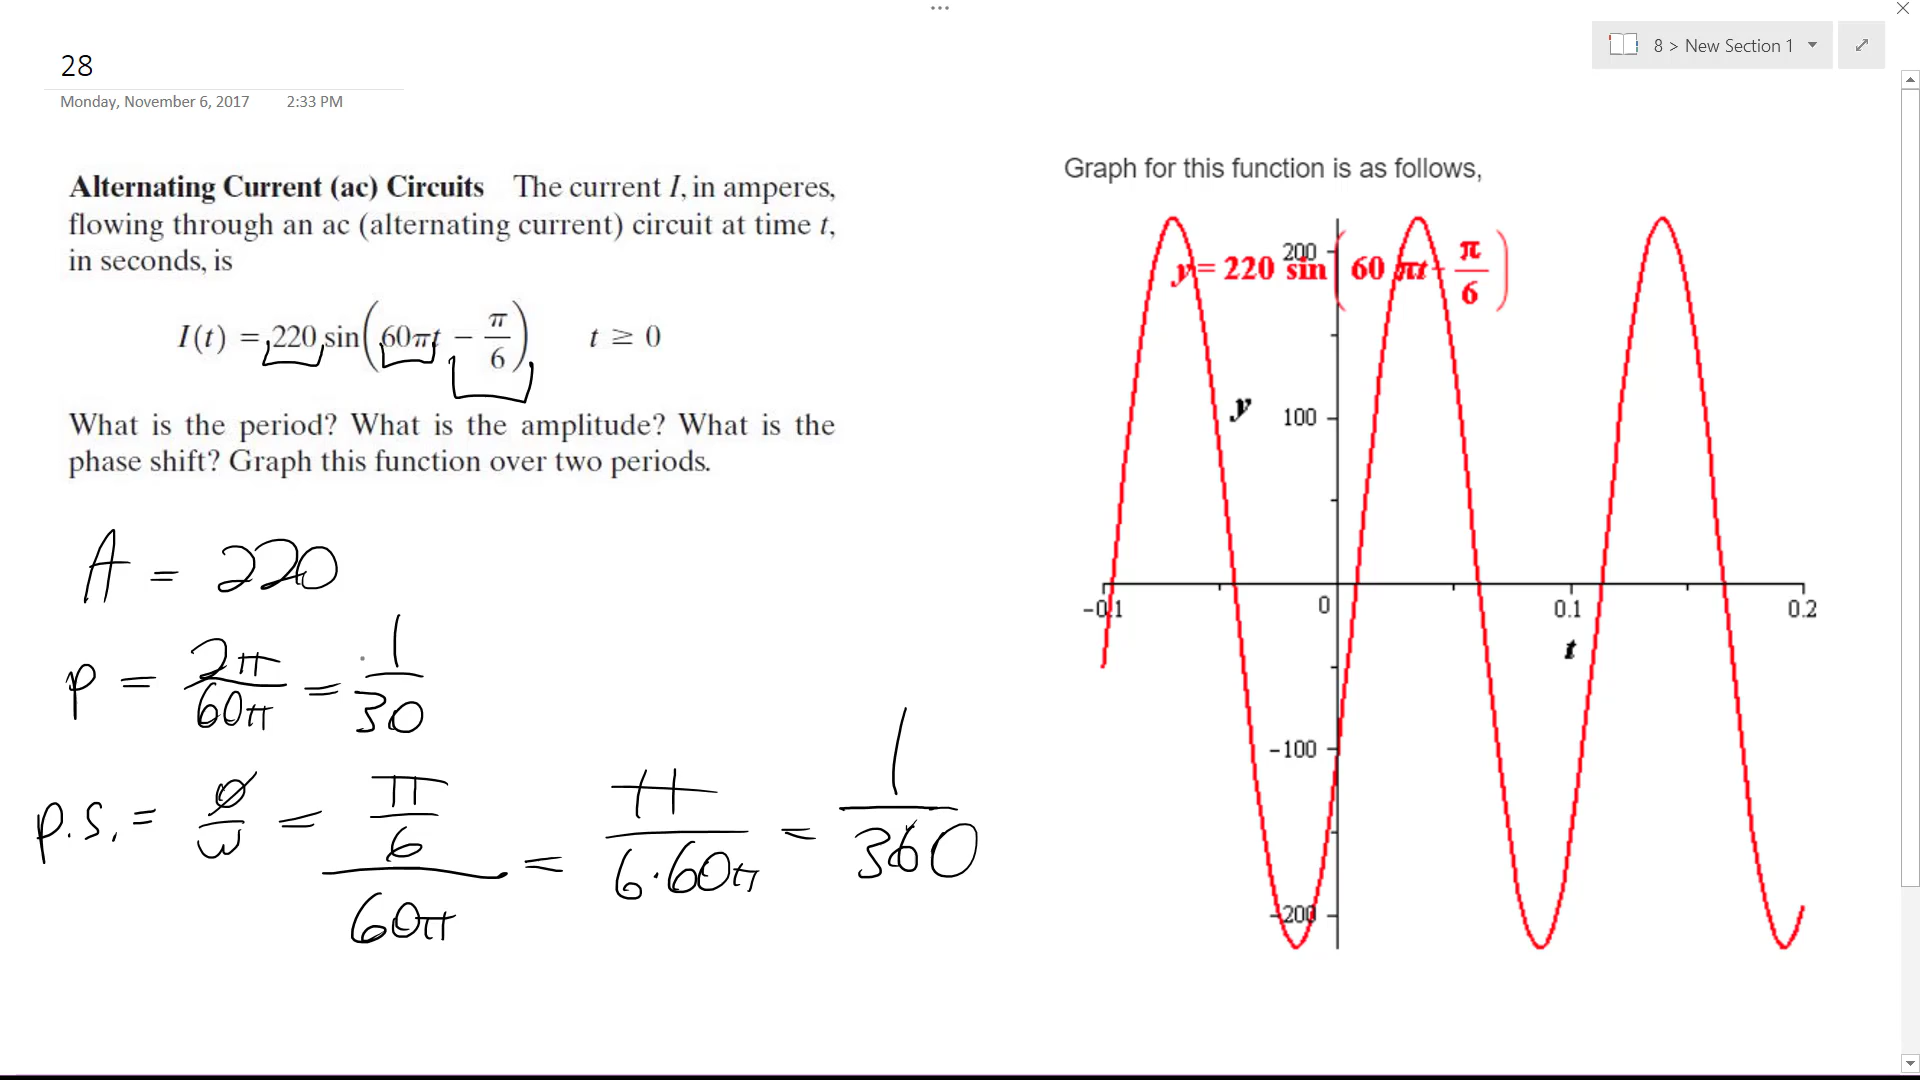 28
Monday, November 6, 2017 2:33 PM
8 > New Section 1
Alternating Current (ac) Circuits The current I, in amperes,
flowing through an ac (alternating current) circuit at time t,
in seconds, is
I(t) = 220 sin(60πt − π/6) t ≥ 0
What is the period? What is the amplitude? What is the
phase shift? Graph this function over two periods.
A = 220
p = 2π/60π = 1/30
p.s. = ø/ω = (π/6)/60π = π/6·60π = 1/360
Graph for this function is as follows,
y = 220 sin(60 πt - π/6)
200
y
100
-0.1 0 0.1 0.2
t
-100
-200